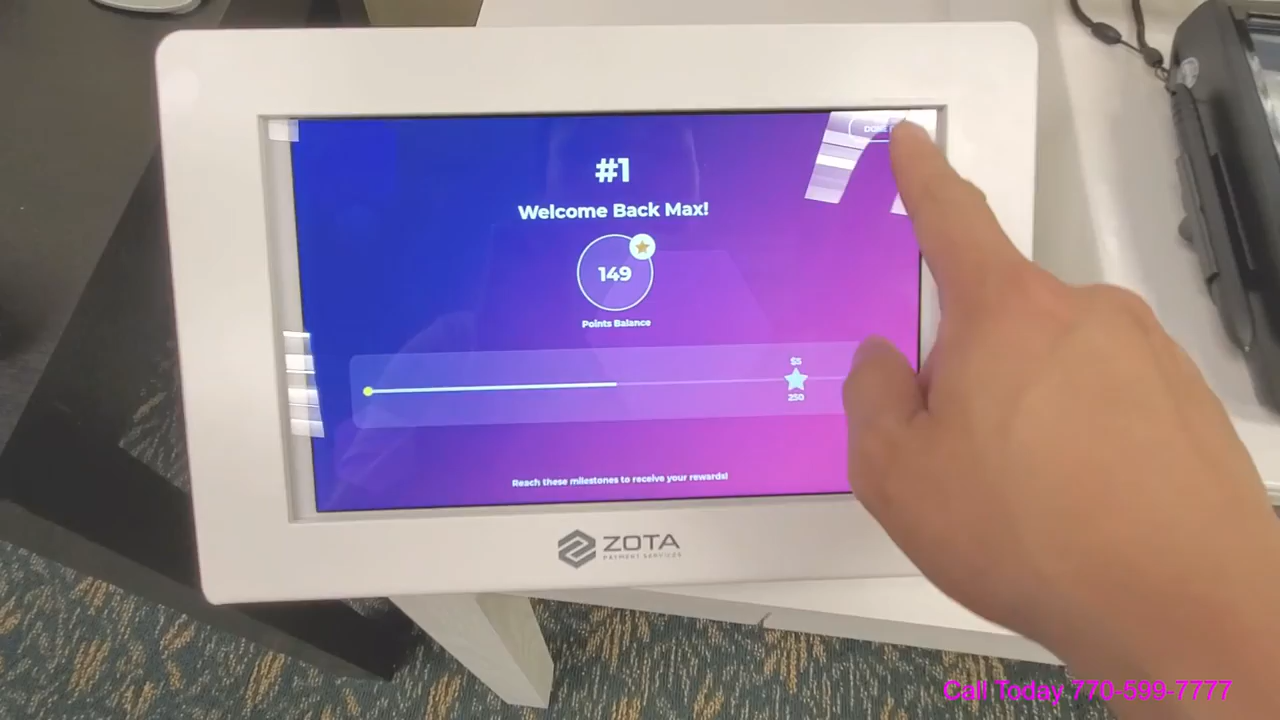 DONE
#1
Welcome Back Max!
149
Points Balance
$5
250
Reach these milestones to receive your rewards!
ZOTA
PAYMENT SERVICES
Call Today 770-599-7777